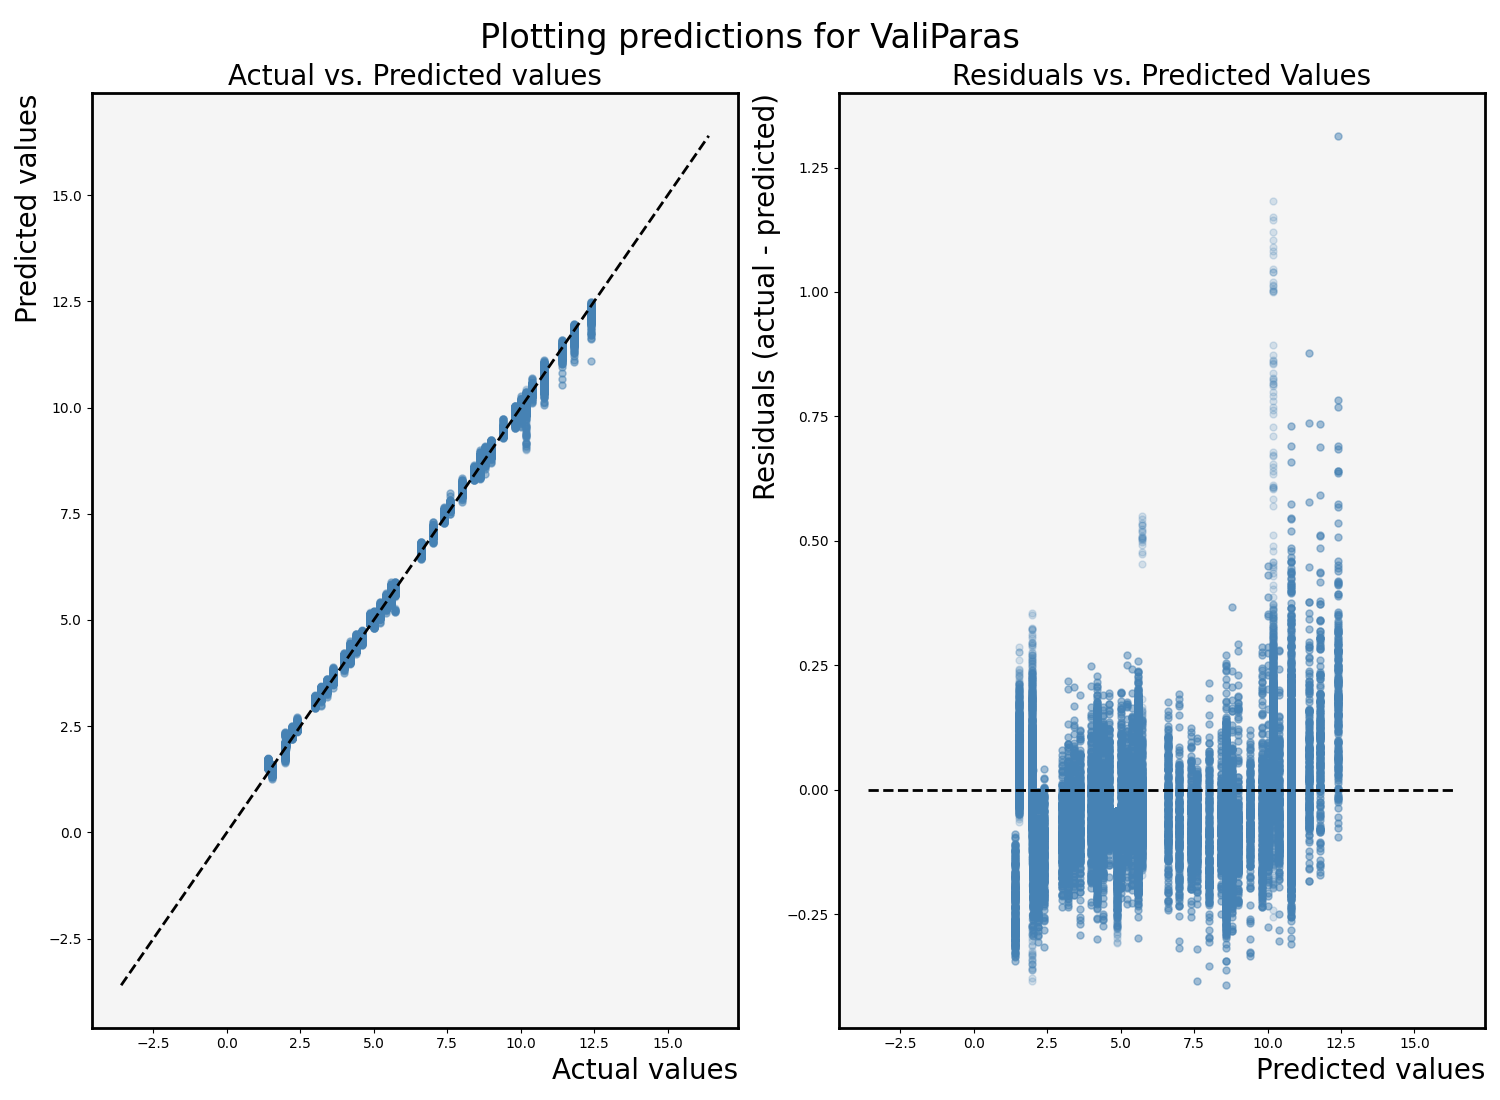 Plotting predictions for ValiParas
Actual vs. Predicted values
Predicted values
15.0
12.5
10.0
7.5
5.0
2.5
0.0
−2.5
−2.5 0.0 2.5 5.0 7.5 10.0 12.5 15.0
Actual values
Residuals vs. Predicted Values
Residuals (actual - predicted)
1.25
1.00
0.75
0.50
0.25
0.00
−0.25
−2.5 0.0 2.5 5.0 7.5 10.0 12.5 15.0
Predicted values